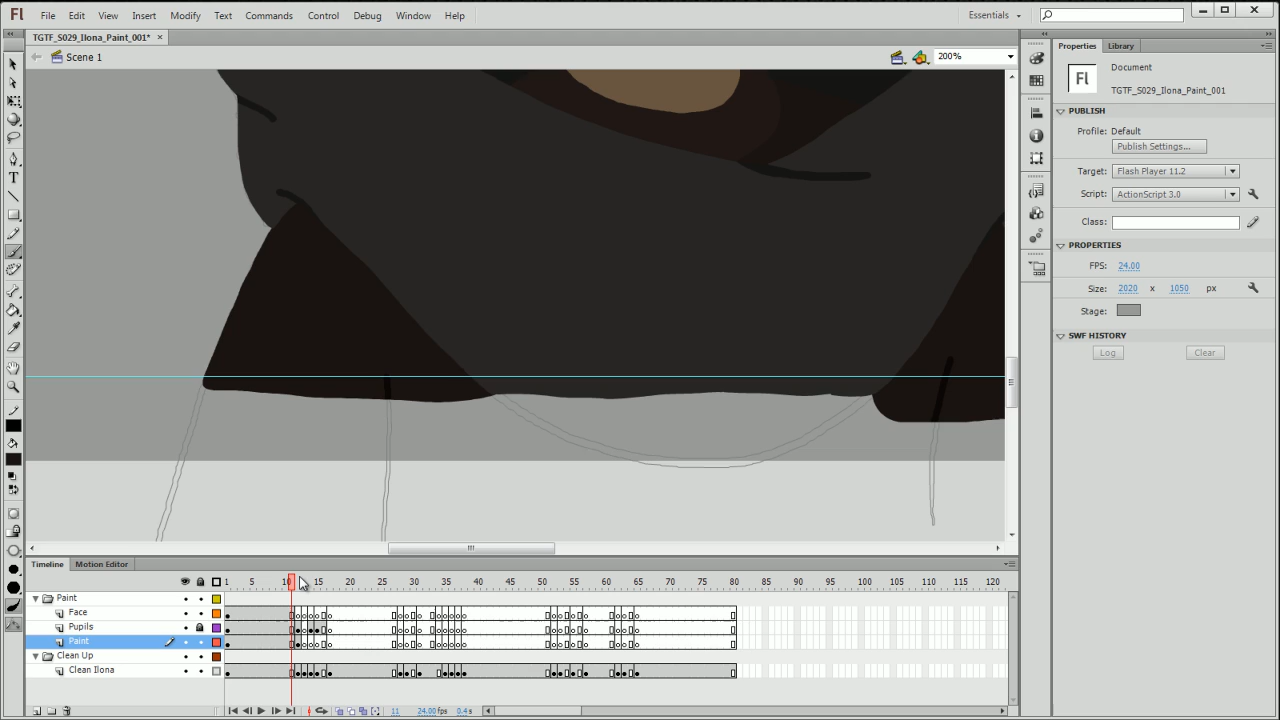 Fl File Edit View Insert Modify Text Commands Control Debug Window Help Essentials
TGTF_S029_Ilona_Paint_001* × Properties Library
Scene 1 200%
Fl Document
TGTF_S029_Ilona_Paint_001
PUBLISH
Profile: Default
Publish Settings...
Target: Flash Player 11.2
Script: ActionScript 3.0
Class:
PROPERTIES
FPS: 24.00
Size: 2020 x 1050 px
Stage:
SWF HISTORY
Log Clear
Timeline Motion Editor
1 5 10 15 20 25 30 35 40 45 50 55 60 65 70 75 80 85 90 95 100 105 110 115 120
Paint
Face
Pupils
Paint
Clean Up
Clean Ilona
11 24.00 fps 0.4 s